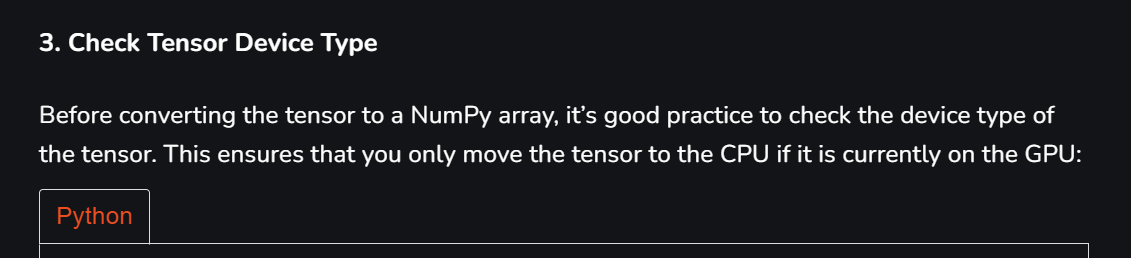 3. Check Tensor Device Type
Before converting the tensor to a NumPy array, it’s good practice to check the device type of
the tensor. This ensures that you only move the tensor to the CPU if it is currently on the GPU:
Python